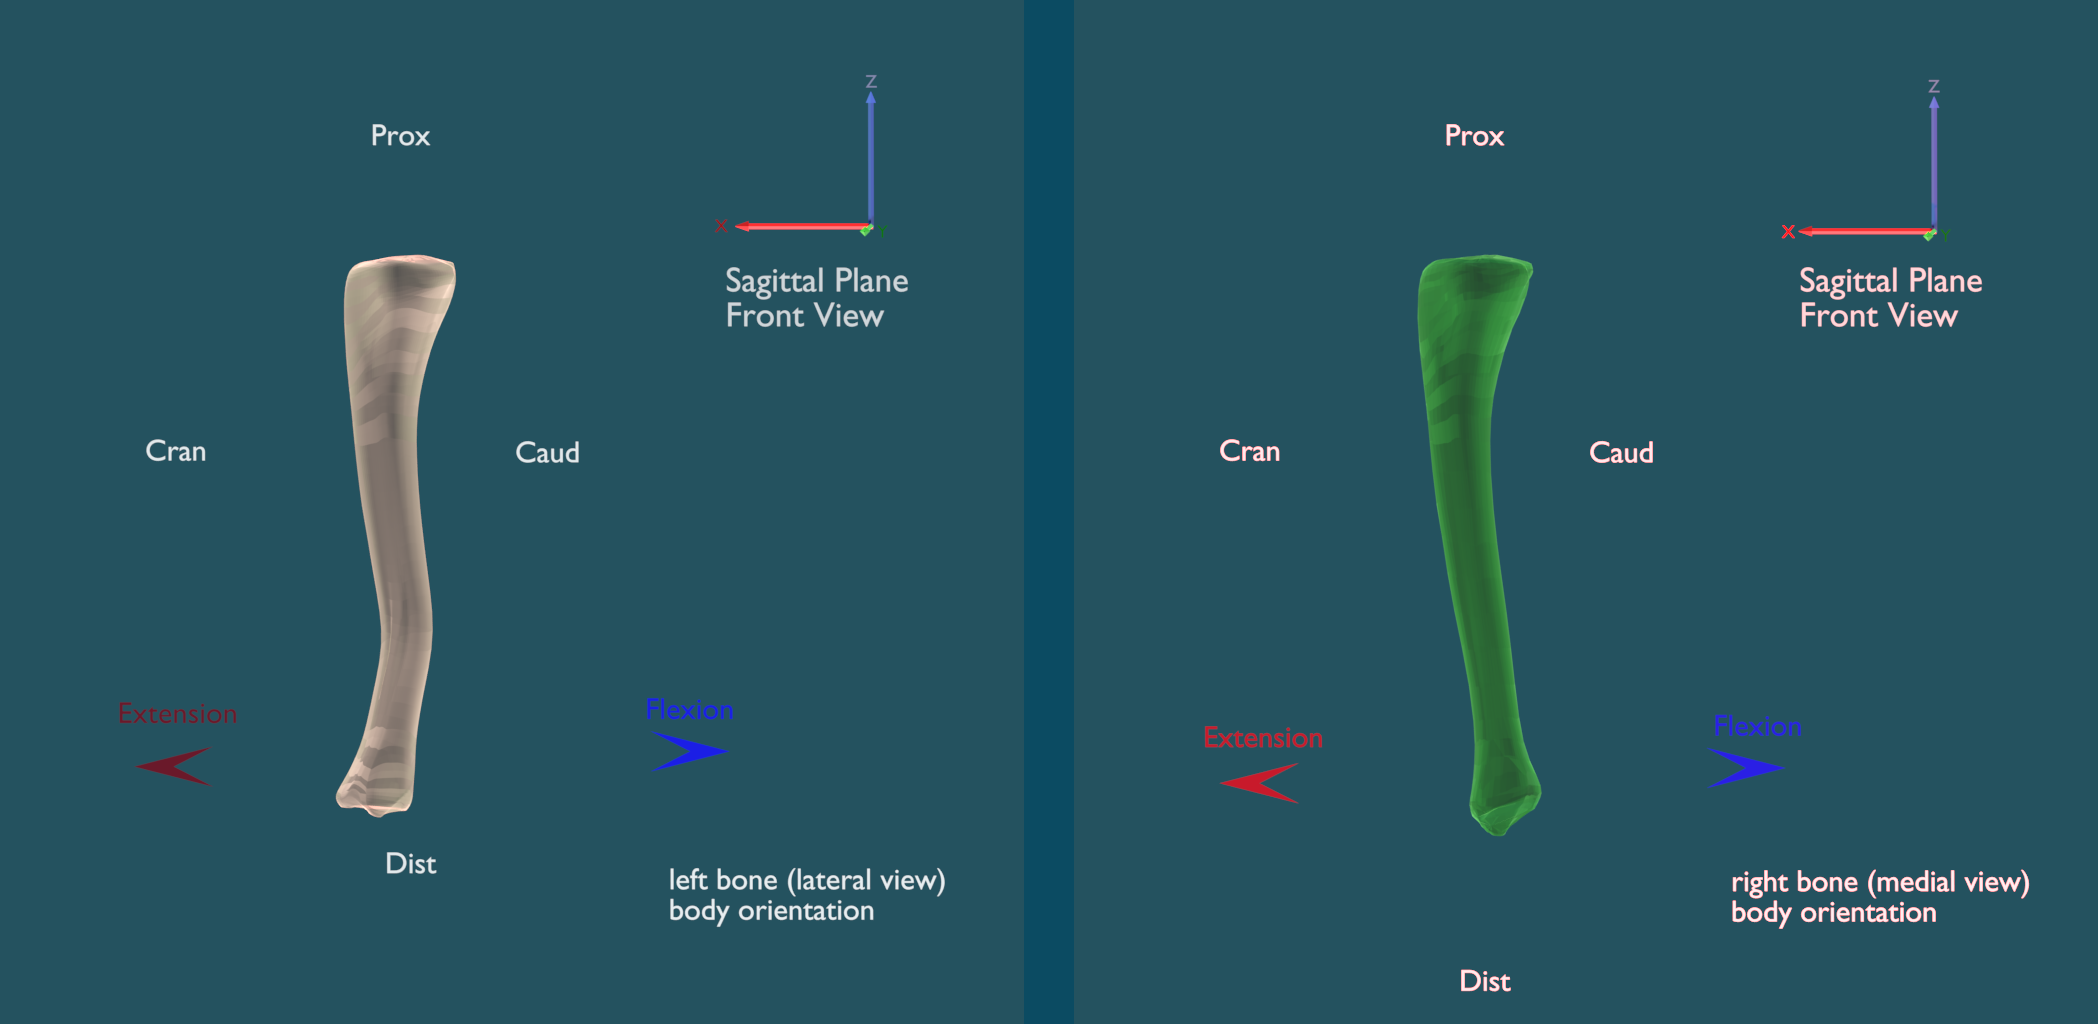 Z
Prox
X
Y
Sagittal Plane
Front View
Cran
Caud
Extension
Flexion
Dist
left bone (lateral view)
body orientation
Z
Prox
X
Y
Sagittal Plane
Front View
Cran
Caud
Extension
Flexion
right bone (medial view)
body orientation
Dist